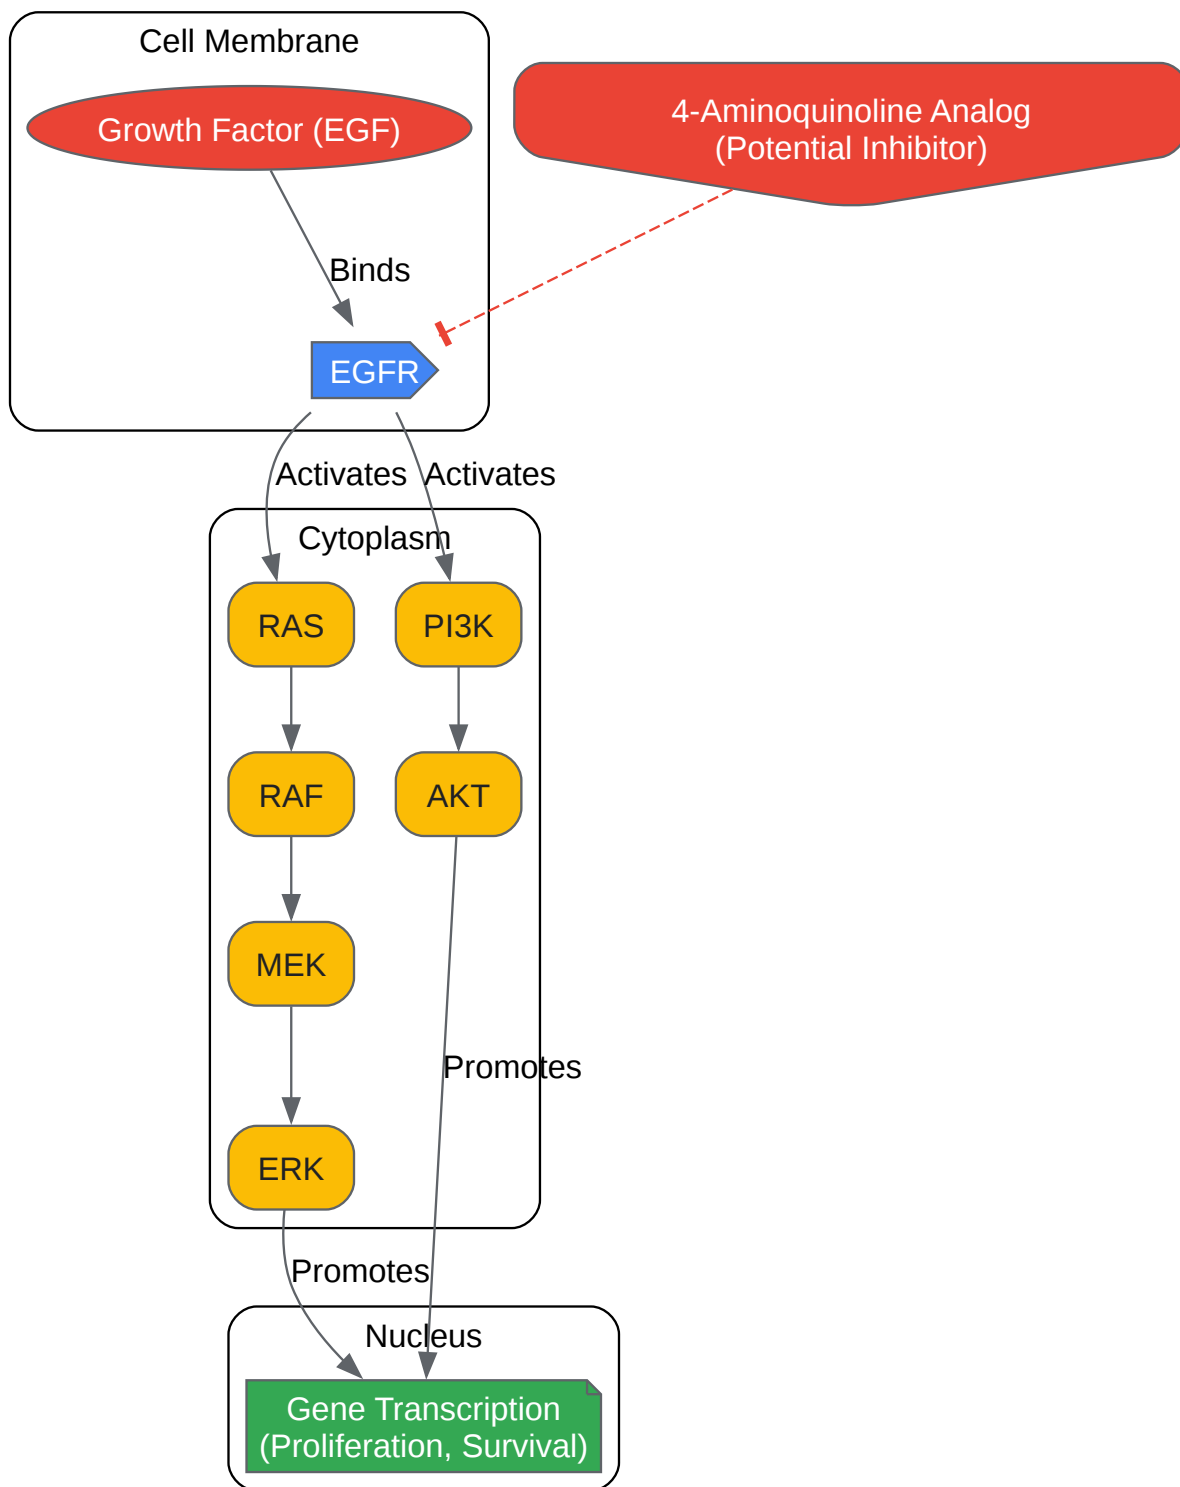 Cell Membrane
Growth Factor (EGF)
4-Aminoquinoline Analog
(Potential Inhibitor)
Binds
EGFR
Activates
Activates
Cytoplasm
RAS
PI3K
RAF
AKT
MEK
Promotes
ERK
Promotes
Nucleus
Gene Transcription
(Proliferation, Survival)